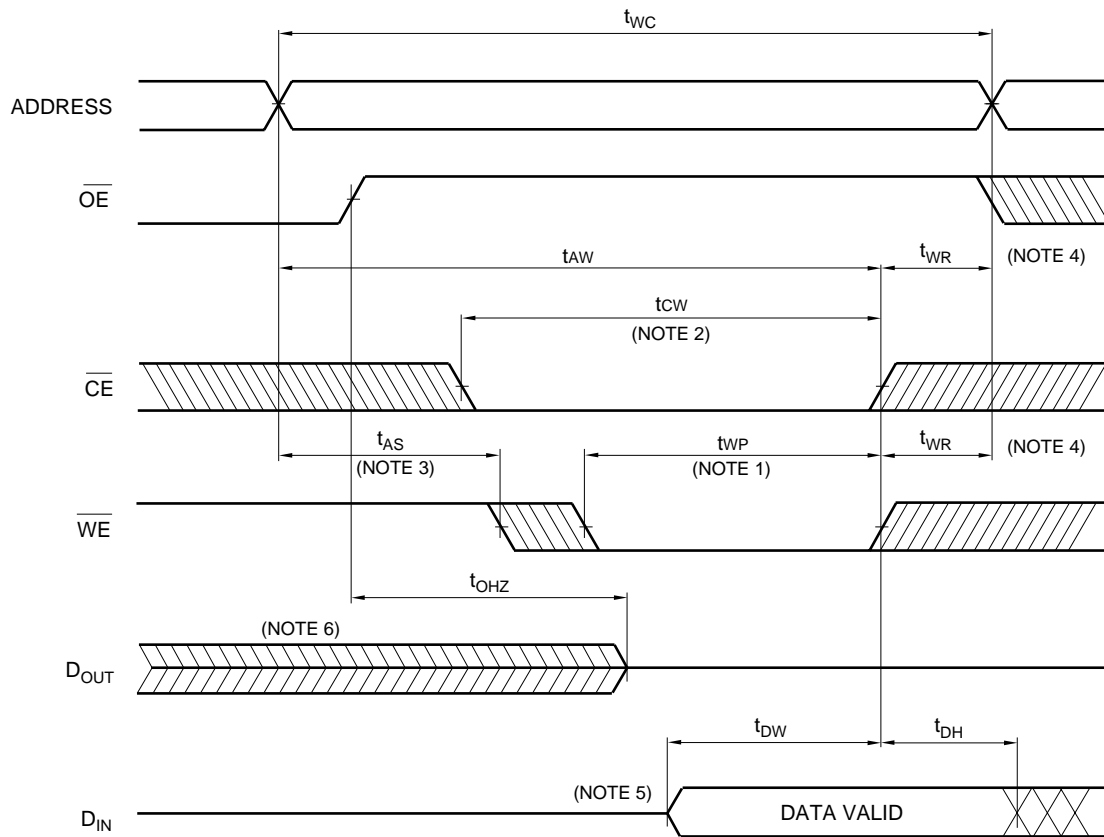 tWC
ADDRESS
OE
tAW
tWR
(NOTE 4)
tCW
(NOTE 2)
CE
tAS
(NOTE 3)
tWP
(NOTE 1)
tWR
(NOTE 4)
WE
tOHZ
(NOTE 6)
DOUT
tDW
tDH
(NOTE 5)
DATA VALID
DIN